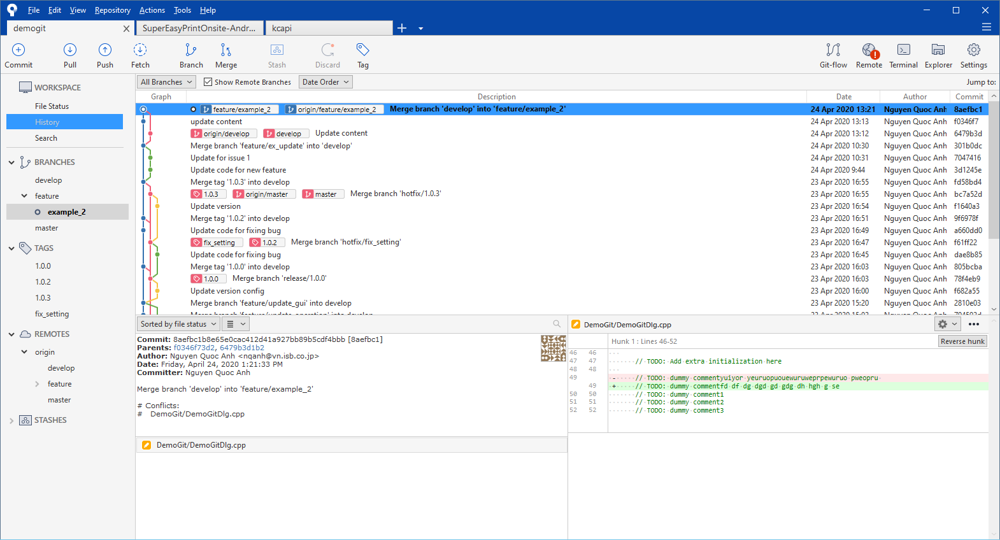 File Edit View Repository Actions Tools Help
demogit SuperEasyPrintOnsite-Andr... kcapi
Commit Pull Push Fetch Branch Merge Stash Discard Tag Git-flow Remote Terminal Explorer Settings
WORKSPACE
File Status
History
Search
BRANCHES
develop
feature
example_2
master
TAGS
1.0.0
1.0.2
1.0.3
fix_setting
REMOTES
origin
develop
feature
master
STASHES
All Branches Show Remote Branches Date Order Jump to:
Graph Description Date Author Commit
feature/example_2 origin/feature/example_2 Merge branch 'develop' into 'feature/example_2' 24 Apr 2020 13:21 Nguyen Quoc Anh 8aefbc1
update content 24 Apr 2020 13:13 Nguyen Quoc Anh f0346f7
origin/develop develop Update content 24 Apr 2020 13:12 Nguyen Quoc Anh 6479b3d
Merge branch 'feature/ex_update' into 'develop' 24 Apr 2020 10:30 Nguyen Quoc Anh 301b0dc
Update for issue 1 24 Apr 2020 10:31 Nguyen Quoc Anh 7047416
Update code for new feature 24 Apr 2020 9:44 Nguyen Quoc Anh 3d1245e
Merge tag '1.0.3' into develop 23 Apr 2020 16:55 Nguyen Quoc Anh fd58bd4
1.0.3 origin/master master Merge branch 'hotfix/1.0.3' 23 Apr 2020 16:55 Nguyen Quoc Anh bc7a52d
Update version 23 Apr 2020 16:54 Nguyen Quoc Anh f1640a3
Merge tag '1.0.2' into develop 23 Apr 2020 16:51 Nguyen Quoc Anh 9f6978f
Update code for fixing bug 23 Apr 2020 16:49 Nguyen Quoc Anh a660dd0
fix_setting 1.0.2 Merge branch 'hotfix/fix_setting' 23 Apr 2020 16:47 Nguyen Quoc Anh f61ff22
Update code for fixing bug 23 Apr 2020 16:45 Nguyen Quoc Anh dae8b85
Merge tag '1.0.0' into develop 23 Apr 2020 16:03 Nguyen Quoc Anh 805bcba
1.0.0 Merge branch 'release/1.0.0' 23 Apr 2020 16:03 Nguyen Quoc Anh 78f4eb9
Update version config 23 Apr 2020 16:00 Nguyen Quoc Anh f682a55
Merge branch 'feature/update_gui' into develop 23 Apr 2020 15:20 Nguyen Quoc Anh 2810e03
Sorted by file status
Commit: 8aefbc1b8e65e0cac412d41a927bb89b5cdf4bbb [8aefbc1]
Parents: f0346f73d2, 6479b3d1b2
Author: Nguyen Quoc Anh <nqanh@vn.isb.co.jp>
Date: Friday, April 24, 2020 1:21:33 PM
Committer: Nguyen Quoc Anh
Merge branch 'develop' into 'feature/example_2'
# Conflicts:
# DemoGit/DemoGitDlg.cpp
DemoGit/DemoGitDlg.cpp
DemoGit/DemoGitDlg.cpp
Hunk 1 : Lines 46-52 Reverse hunk
46 46
47 47 // TODO: Add extra initialization here
48 48
49 - // TODO: dummy commentyuiyor yeuruopuouewuruweprpewuruo pweopru
49 + // TODO: dummy commentfd df dg dgd gd gdg dh hgh g se
50 50 // TODO: dummy comment1
51 51 // TODO: dummy comment2
52 52 // TODO: dummy comment3